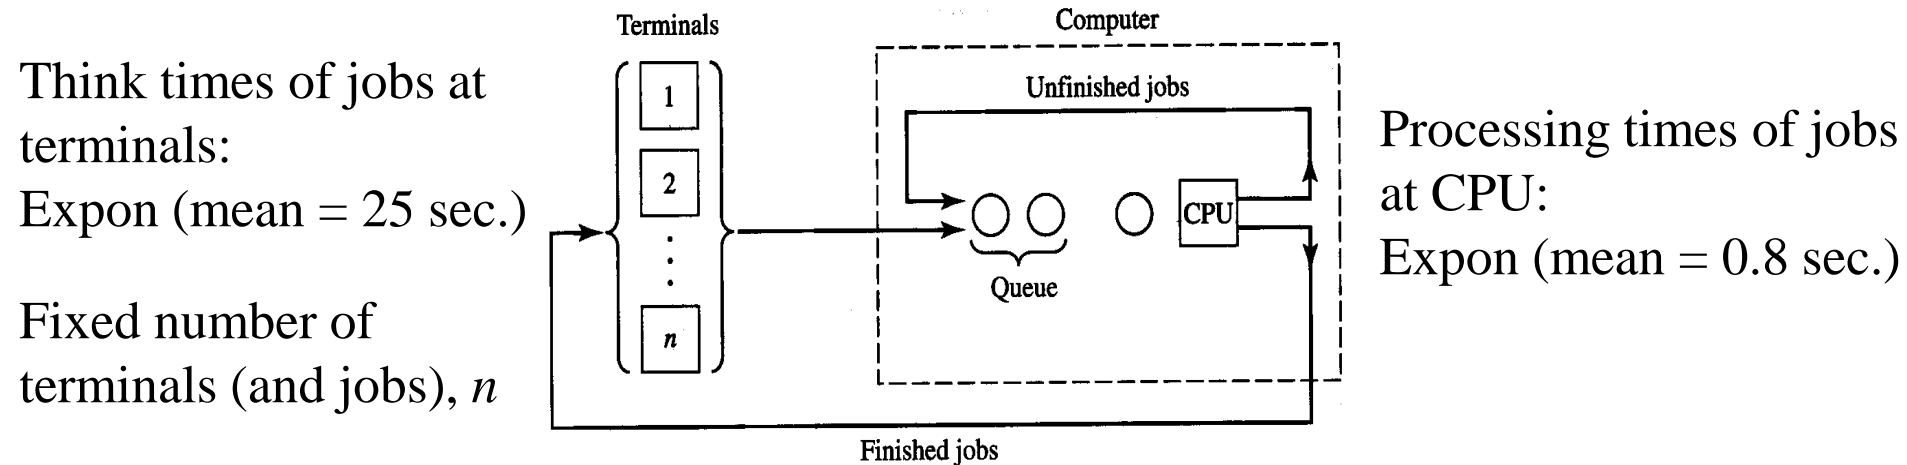 Think times of jobs at
terminals:
Expon (mean = 25 sec.)
Fixed number of
terminals (and jobs), n
Terminals
1
2
n
Computer
Unfinished jobs
CPU
Queue
Finished jobs
Processing times of jobs
at CPU:
Expon (mean = 0.8 sec.)